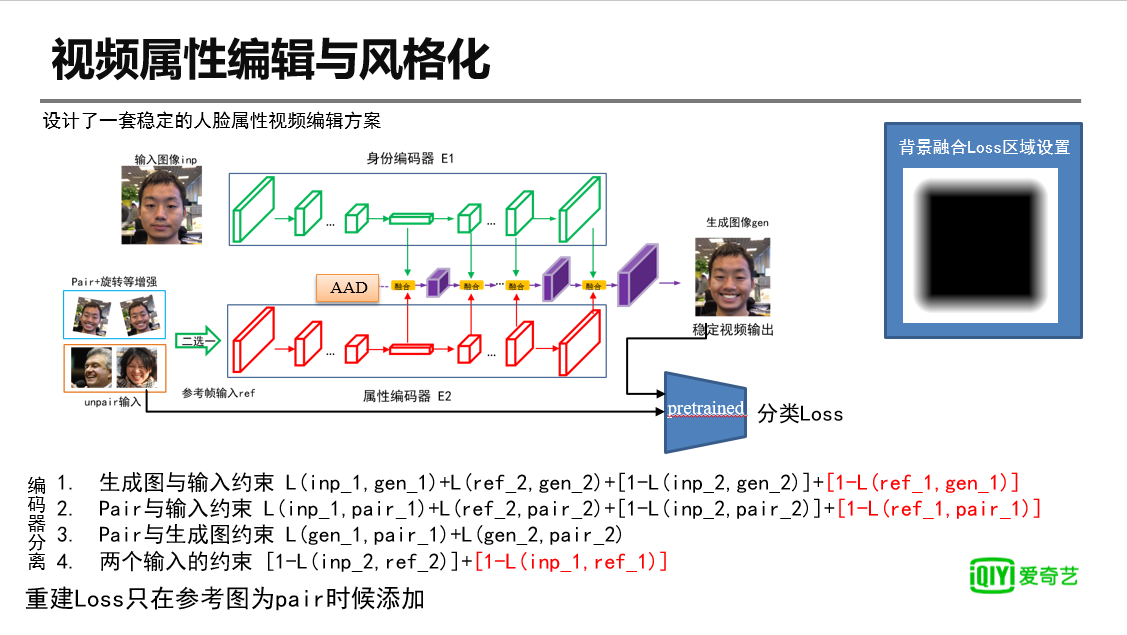 视频属性编辑与风格化
设计了一套稳定的人脸属性视频编辑方案
输入图像inp
身份编码器 E1
背景融合Loss区域设置
生成图像gen
Pair+旋转等增强
AAD
融合
融合
融合
融合
...
...
...
二选一
稳定视频输出
unpair输入
参考帧输入ref
属性编码器 E2
...
...
pretrained
分类Loss
编码器分离
1. 生成图与输入约束 L(inp_1,gen_1)+L(ref_2,gen_2)+[1-L(inp_2,gen_2)]+[1-L(ref_1,gen_1)]
2. Pair与输入约束 L(inp_1,pair_1)+L(ref_2,pair_2)+[1-L(inp_2,pair_2)]+[1-L(ref_1,pair_1)]
3. Pair与生成图约束 L(gen_1,pair_1)+L(gen_2,pair_2)
4. 两个输入的约束 [1-L(inp_2,ref_2)]+[1-L(inp_1,ref_1)]
重建Loss只在参考图为pair时候添加
iQIYI 爱奇艺